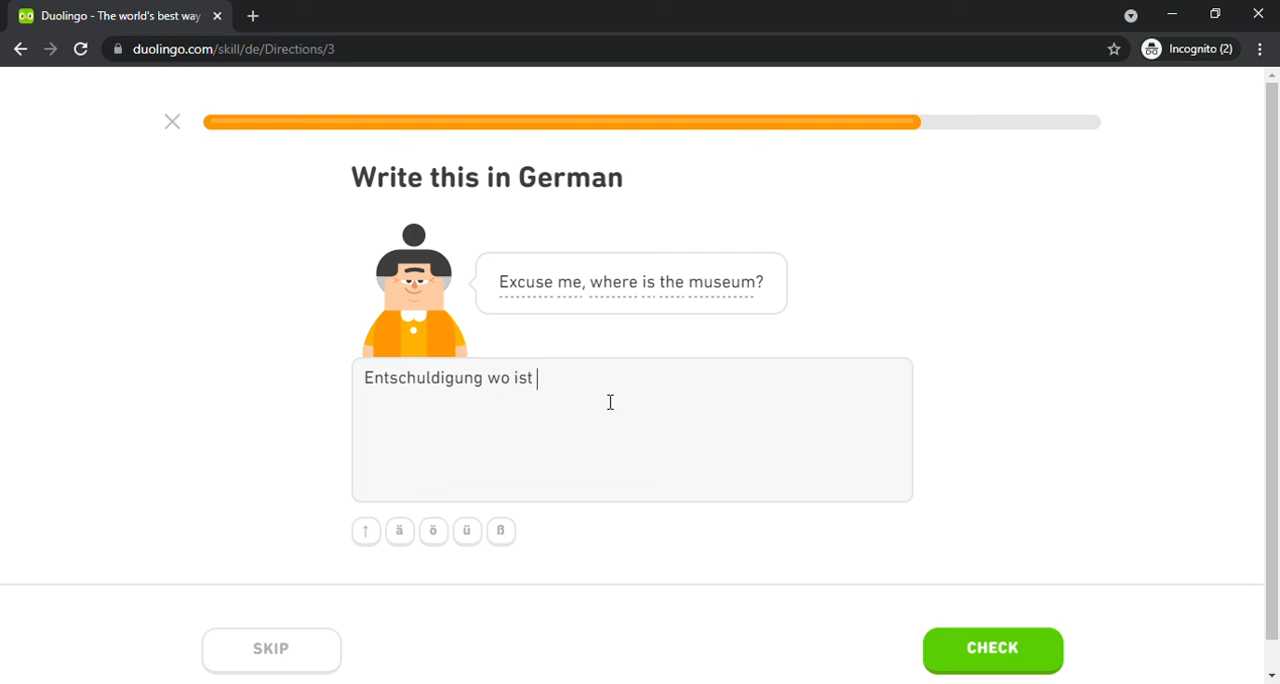 Duolingo - The world's best way
duolingo.com/skill/de/Directions/3
Incognito (2)
Write this in German
Excuse me, where is the museum?
Entschuldigung wo ist
↑ ä ö ü ß
SKIP
CHECK